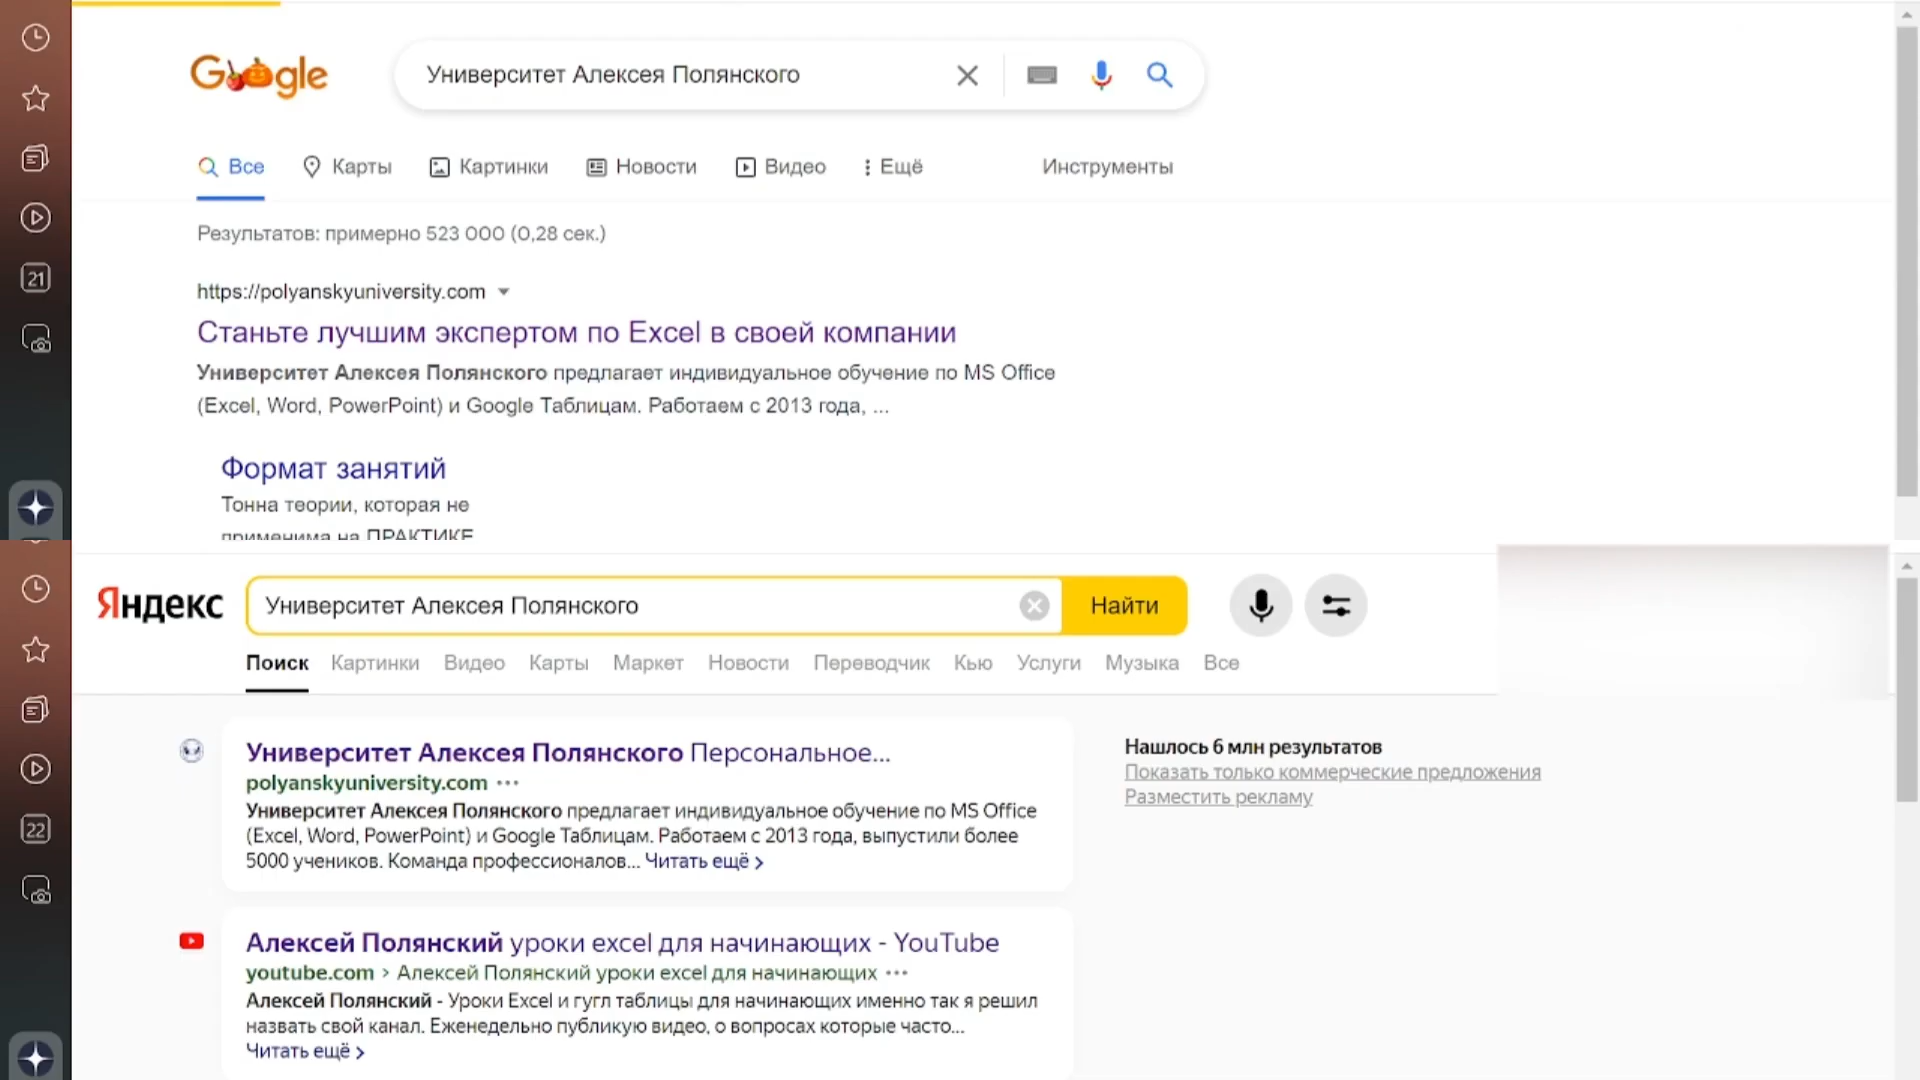 Google
Университет Алексея Полянского
Все Карты Картинки Новости Видео Ещё Инструменты
Результатов: примерно 523 000 (0,28 сек.)
https://polyanskyuniversity.com
Станьте лучшим экспертом по Excel в своей компании
Университет Алексея Полянского предлагает индивидуальное обучение по MS Office
(Excel, Word, PowerPoint) и Google Таблицам. Работаем с 2013 года, ...
21
Формат занятий
Тонна теории, которая не
применима на ПРАКТИКЕ
Яндекс
Университет Алексея Полянского
Найти
Поиск Картинки Видео Карты Маркет Новости Переводчик Кью Услуги Музыка Все
Университет Алексея Полянского Персональное...
polyanskyuniversity.com
Университет Алексея Полянского предлагает индивидуальное обучение по MS Office
(Excel, Word, PowerPoint) и Google Таблицам. Работаем с 2013 года, выпустили более
5000 учеников. Команда профессионалов... Читать ещё >
Нашлось 6 млн результатов
Показать только коммерческие предложения
Разместить рекламу
22
Алексей Полянский уроки excel для начинающих - YouTube
youtube.com > Алексей Полянский уроки excel для начинающих
Алексей Полянский - Уроки Excel и гугл таблицы для начинающих именно так я решил
назвать свой канал. Еженедельно публикую видео, о вопросах которые часто...
Читать ещё >